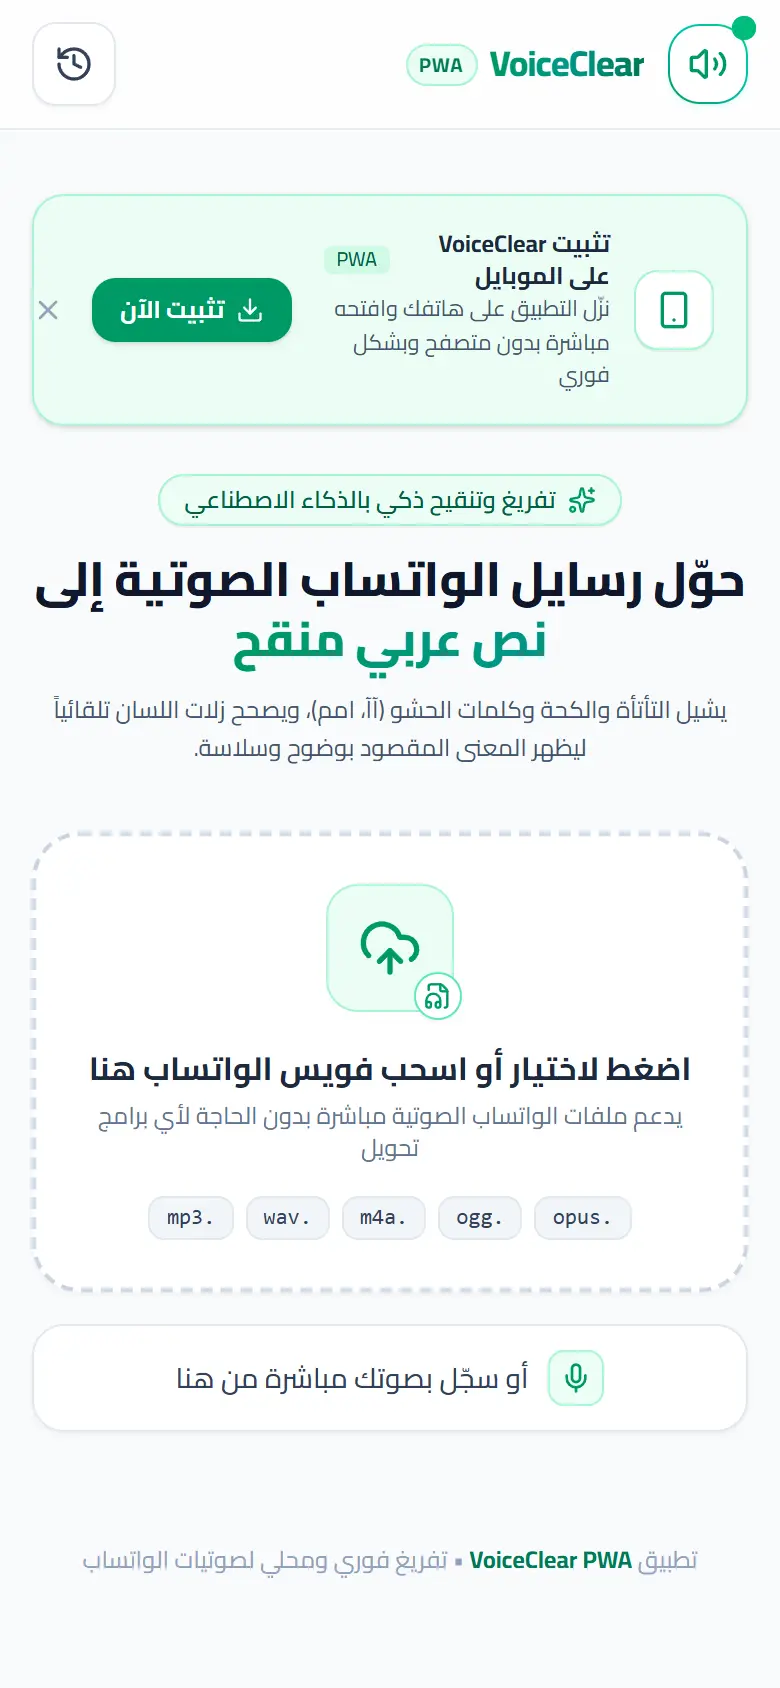 VoiceClear PWA
تثبيت VoiceClear PWA
على الموبايل
نزّل التطبيق على هاتفك وافتحه
مباشرة بدون متصفح وبشكل
فوري
تثبيت الآن
تفريغ وتنقيح ذكي بالذكاء الاصطناعي
حوّل رسايل الواتساب الصوتية إلى
نص عربي منقح
يشيل التأتأة والكحة وكلمات الحشو (آآ، امم)، ويصحح زلات اللسان تلقائياً
ليظهر المعنى المقصود بوضوح وسلاسة.
اضغط لاختيار أو اسحب فويس الواتساب هنا
يدعم ملفات الواتساب الصوتية مباشرة بدون الحاجة لأي برامج
تحويل
opus. ogg. m4a. wav. mp3.
أو سجّل بصوتك مباشرة من هنا
تطبيق VoiceClear PWA • تفريغ فوري ومحلي لصوتيات الواتساب